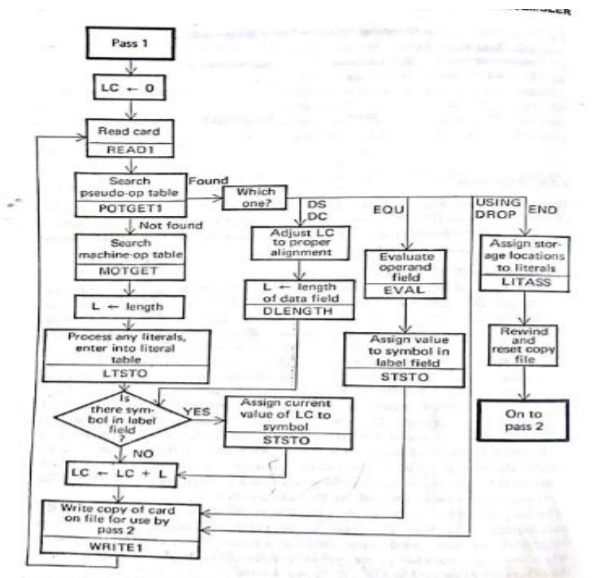 Pass 1
LC ← 0
Read card
READ1
Search
pseudo-op table
POTGET1
Found
Which
one?
Not found
Search
machine-op table
MOTGET
L ← length
Process any literals,
enter into literal
table
LTSTO
Is
there sym-
bol in label
field
?
YES
NO
Assign current
value of LC to
symbol
STSTO
LC ← LC + L
Write copy of card
on file for use by
pass 2
WRITE1
DS
DC
Adjust LC
to proper
alignment
L ← length
of data field
DLENGTH
EQU
Evaluate
operand
field
EVAL
Assign value
to symbol in
label field
STSTO
USING
DROP
END
Assign stor-
age locations
to literals
LITASS
Rewind
and
reset copy
file
On to
pass 2